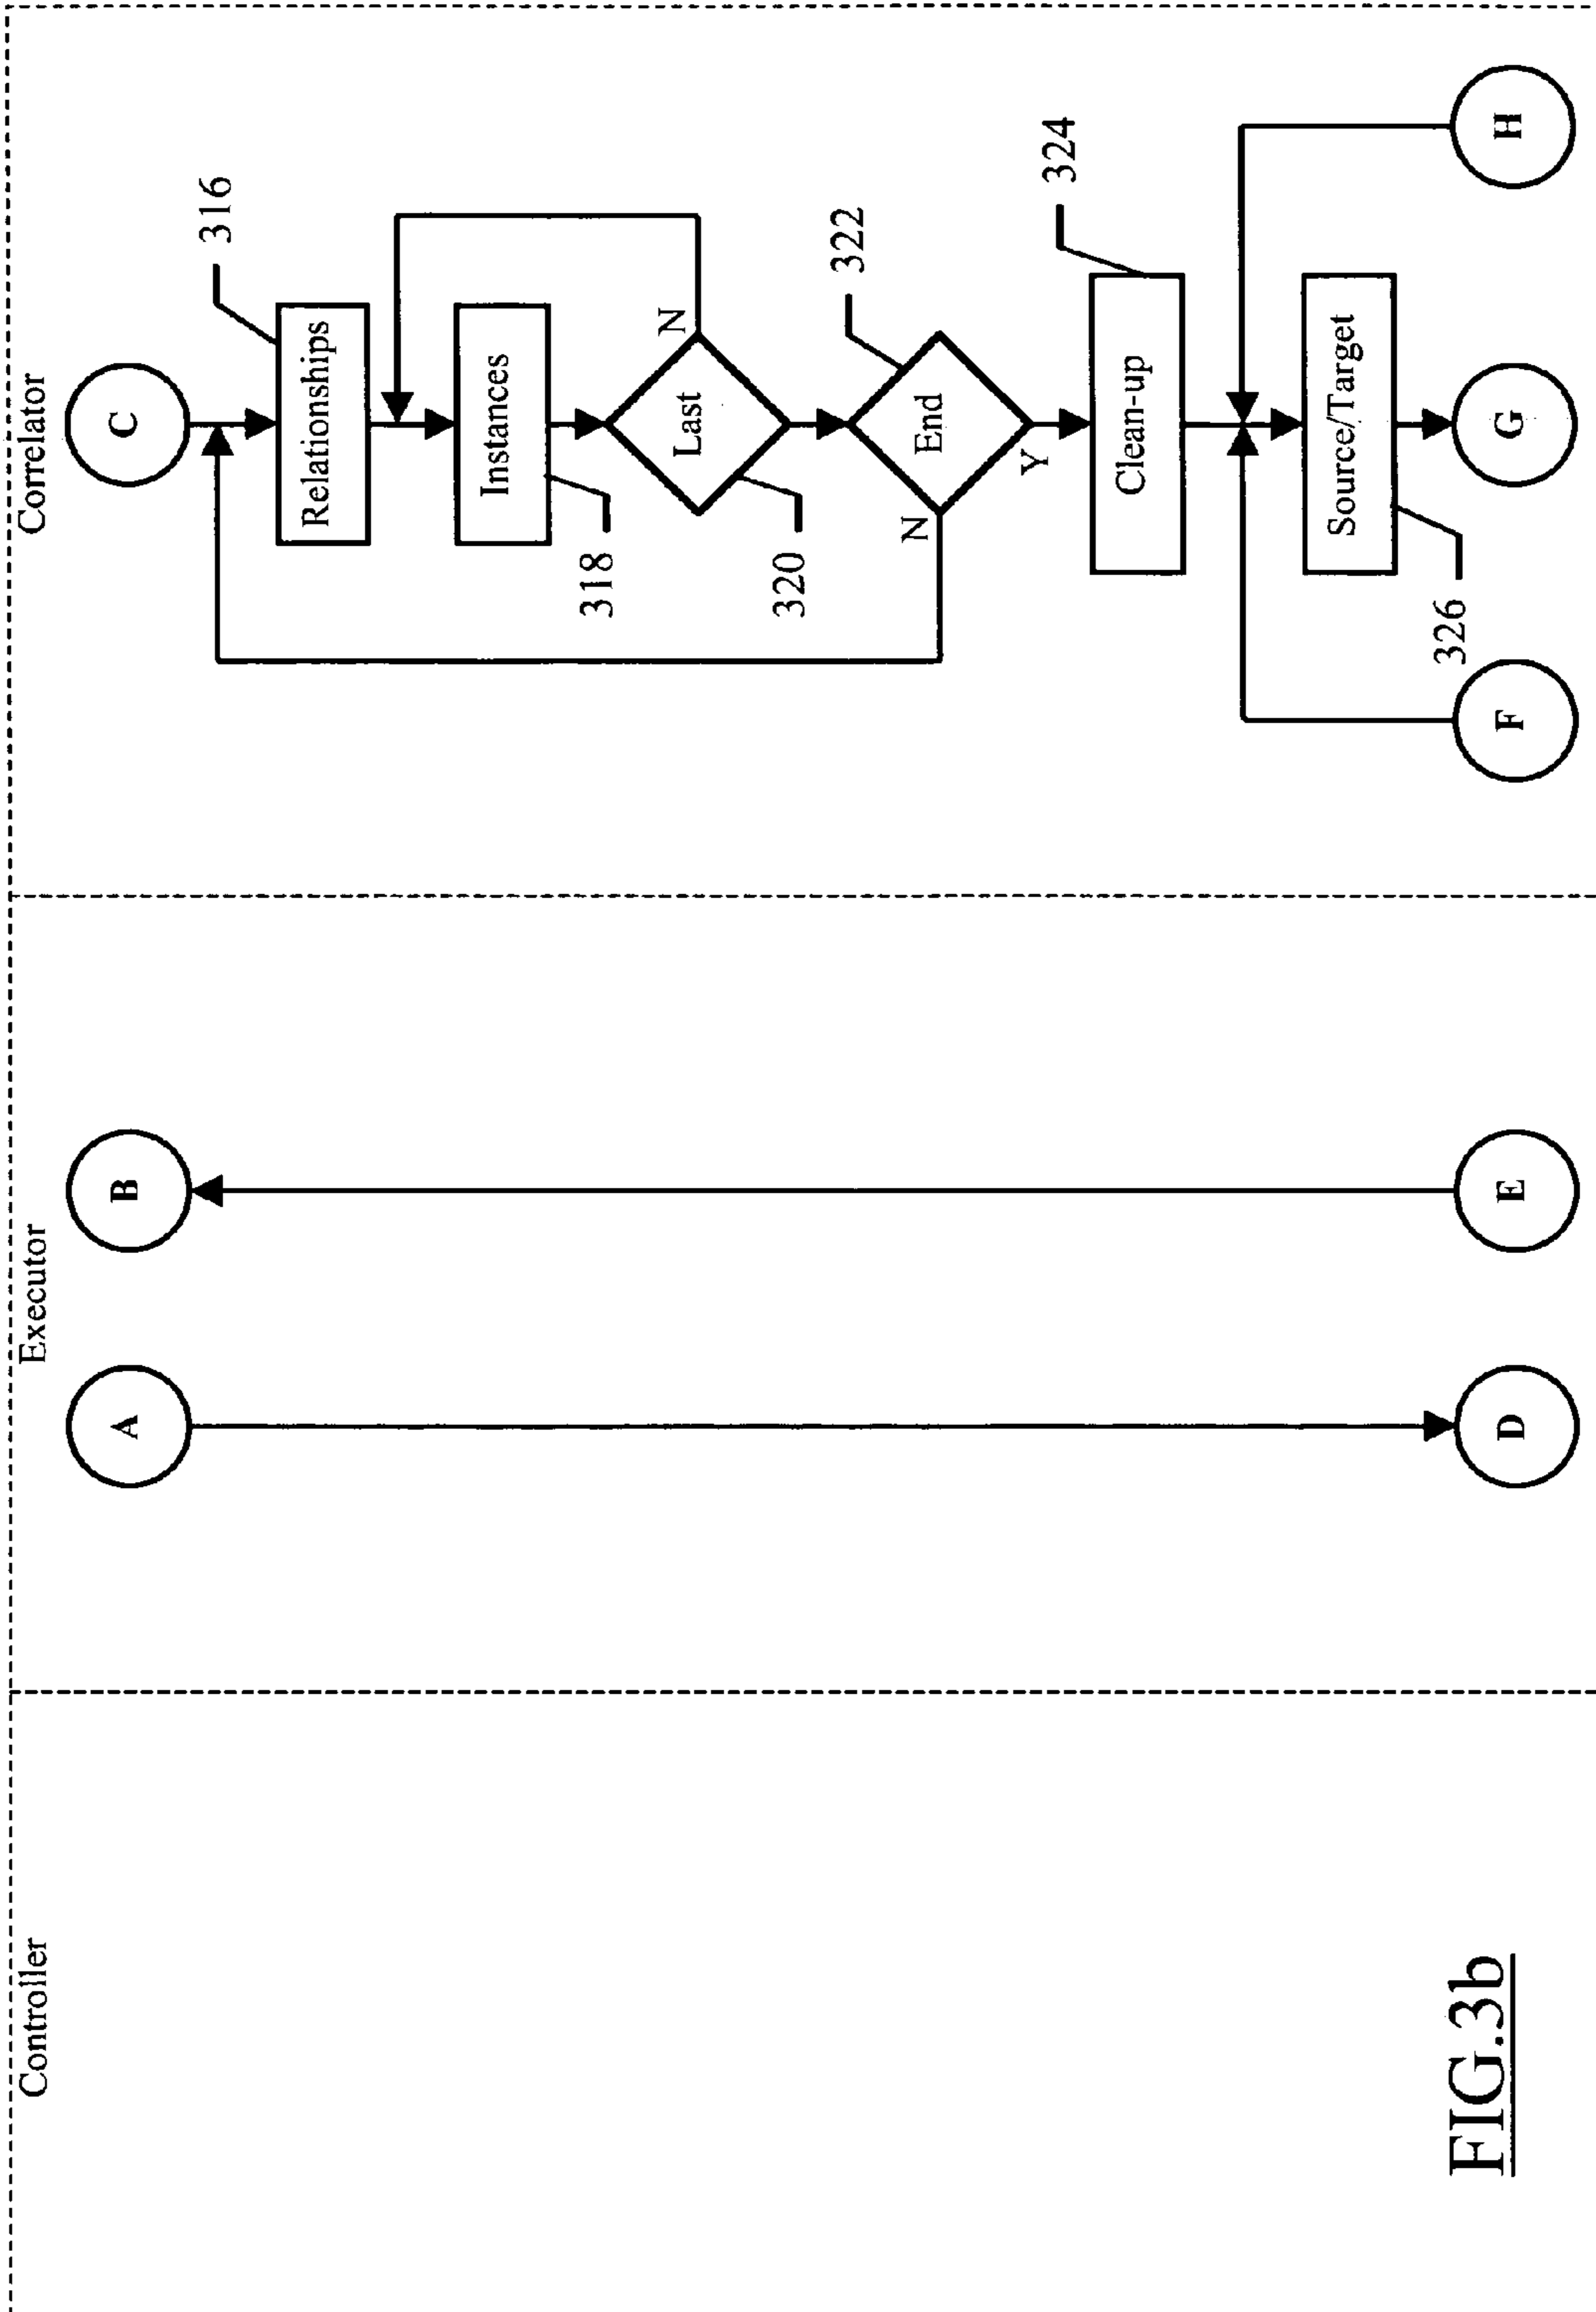 Controller
Executor
Correlator
A
B
C
316
Relationships
Instances
318
N
Last
320
322
End
N
Y
324
Clean-up
Source/Target
326
D
E
F
G
H
FIG.3b